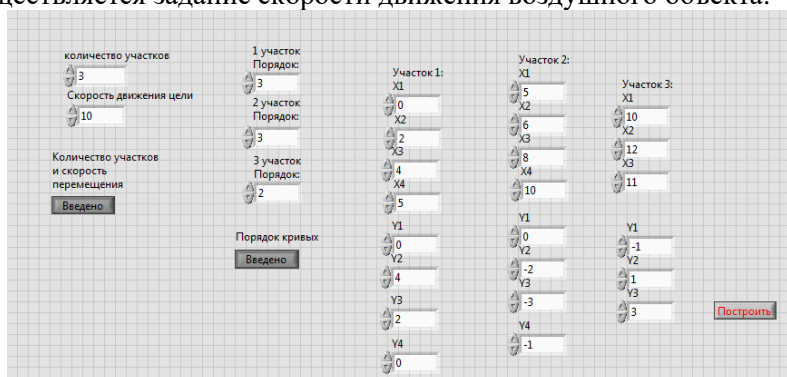 ществляется задание скорости движения воздушного объекта.
количество участков
3
Скорость движения цели
10
Количество участков
и скорость
перемещения
Введено
1 участок
Порядок:
3
2 участок
Порядок:
3
3 участок
Порядок:
2
Порядок кривых
Введено
Участок 1:
X1
0
X2
2
X3
4
X4
5
Y1
0
Y2
4
Y3
2
Y4
0
Участок 2:
X1
5
X2
6
X3
8
X4
10
Y1
0
Y2
-2
Y3
-3
Y4
-1
Участок 3:
X1
10
X2
12
X3
11
Y1
-1
Y2
1
Y3
3
Построить